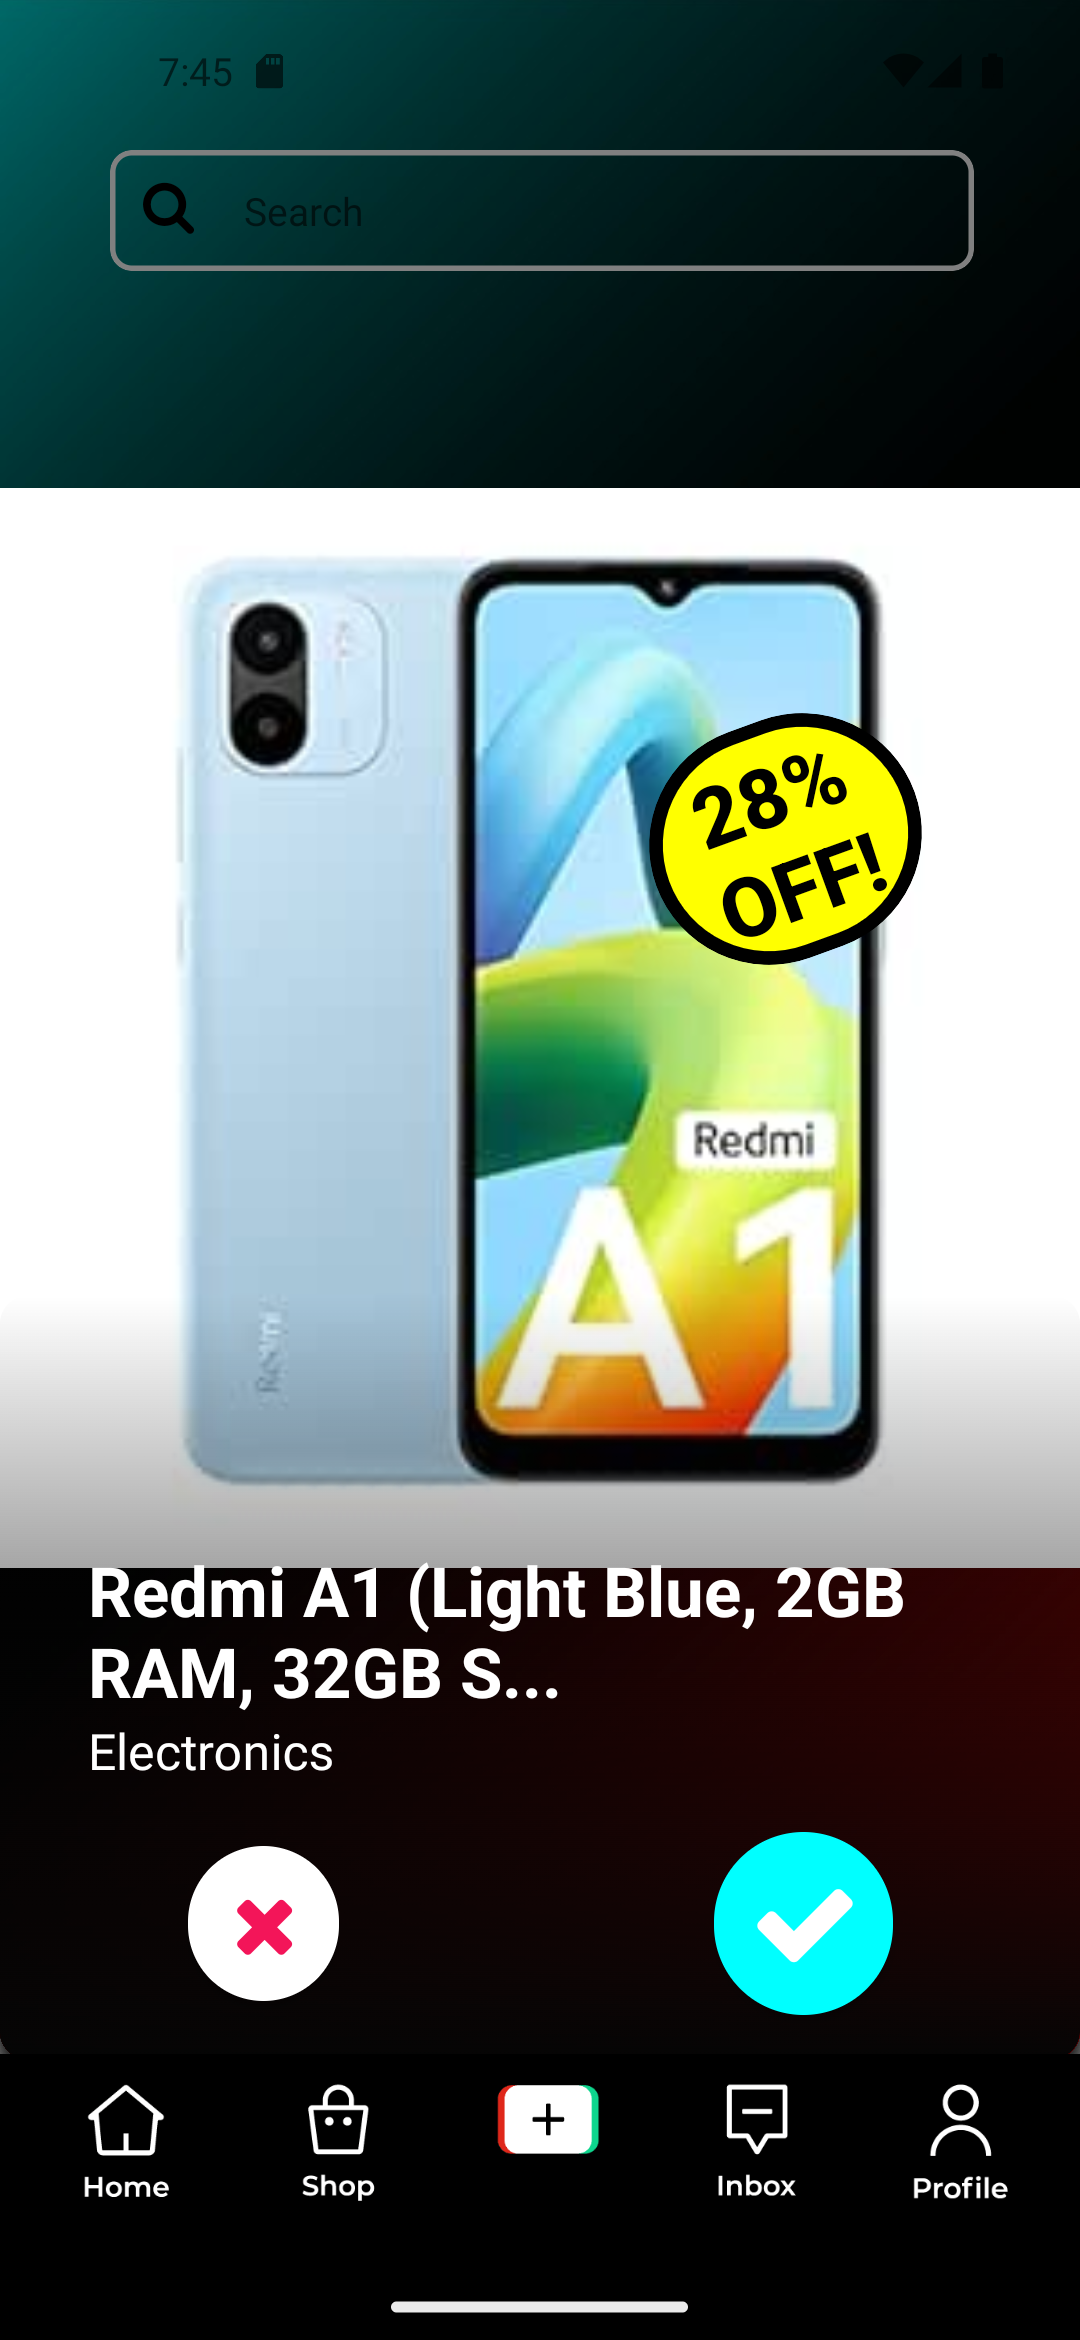 7:45
Search
28%
OFF!
Redmi
A1
Redmi
Redmi A1 (Light Blue, 2GB
RAM, 32GB S...
Electronics
Home
Shop
Inbox
Profile